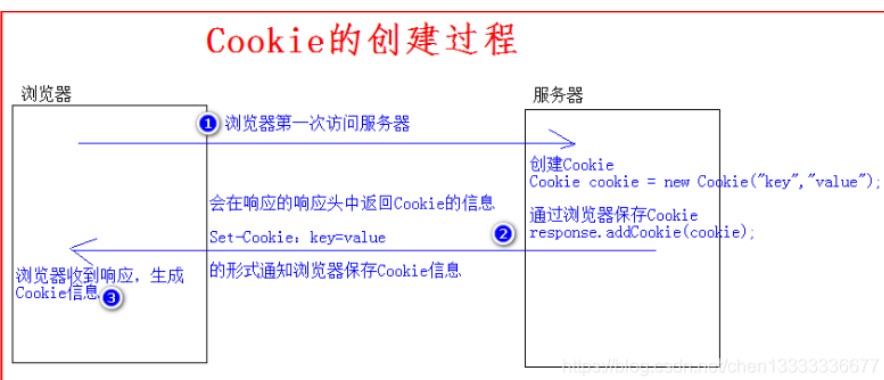 Cookie的创建过程
浏览器
服务器
1 浏览器第一次访问服务器
创建Cookie
Cookie cookie = new Cookie("key","value");
会在响应的响应头中返回Cookie的信息
通过浏览器保存Cookie
response.addCookie(cookie);
Set-Cookie: key=value
2
的形式通知浏览器保存Cookie信息
浏览器收到响应，生成
Cookie信息 3
https://blog.csdn.net/chen13333336677